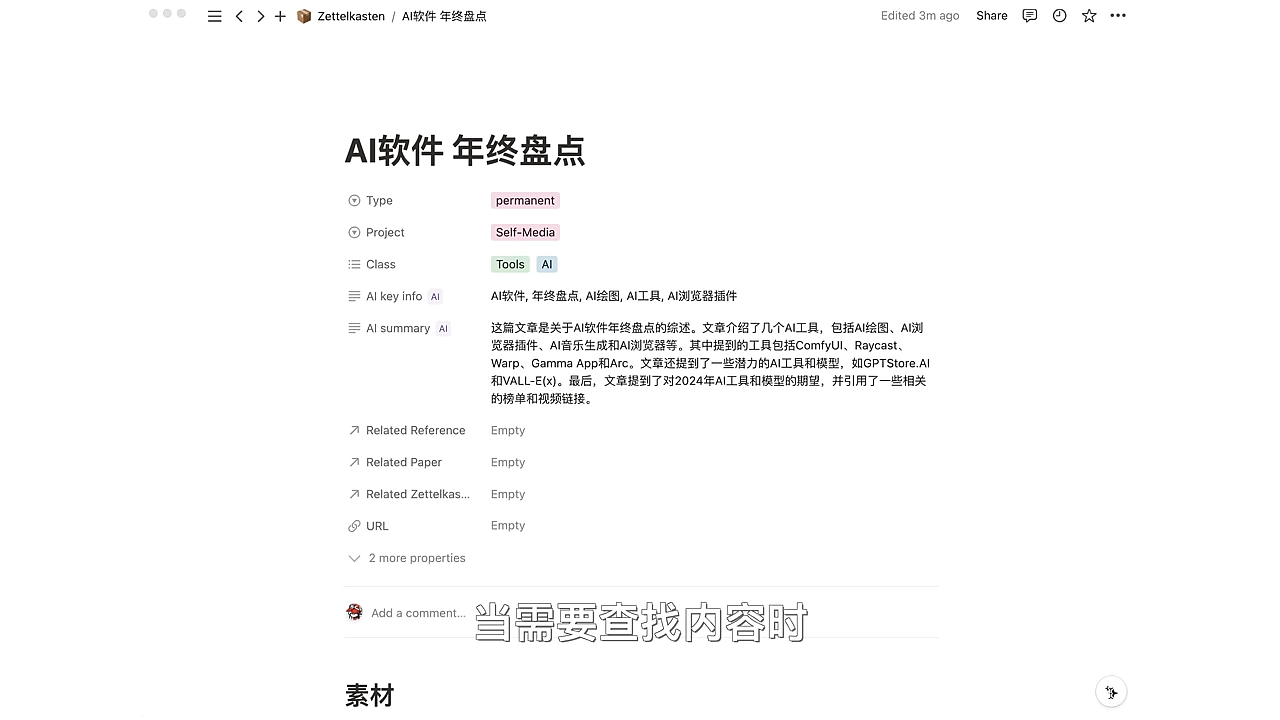 Zettelkasten / AI软件 年终盘点
Edited 3m ago Share
AI软件 年终盘点
Type permanent
Project Self-Media
Class Tools AI
AI key info AI AI软件, 年终盘点, AI绘图, AI工具, AI浏览器插件
AI summary AI 这篇文章是关于AI软件年终盘点的综述。文章介绍了几个AI工具，包括AI绘图、AI浏
览器插件、AI音乐生成和AI浏览器等。其中提到的工具包括ComfyUI、Raycast、
Warp、Gamma App和Arc。文章还提到了一些潜力的AI工具和模型，如GPTStore.AI
和VALL-E(x)。最后，文章提到了对2024年AI工具和模型的期望，并引用了一些相关
的榜单和视频链接。
Related Reference Empty
Related Paper Empty
Related Zettelkas... Empty
URL Empty
2 more properties
Add a comment...
当需要查找内容时
素材